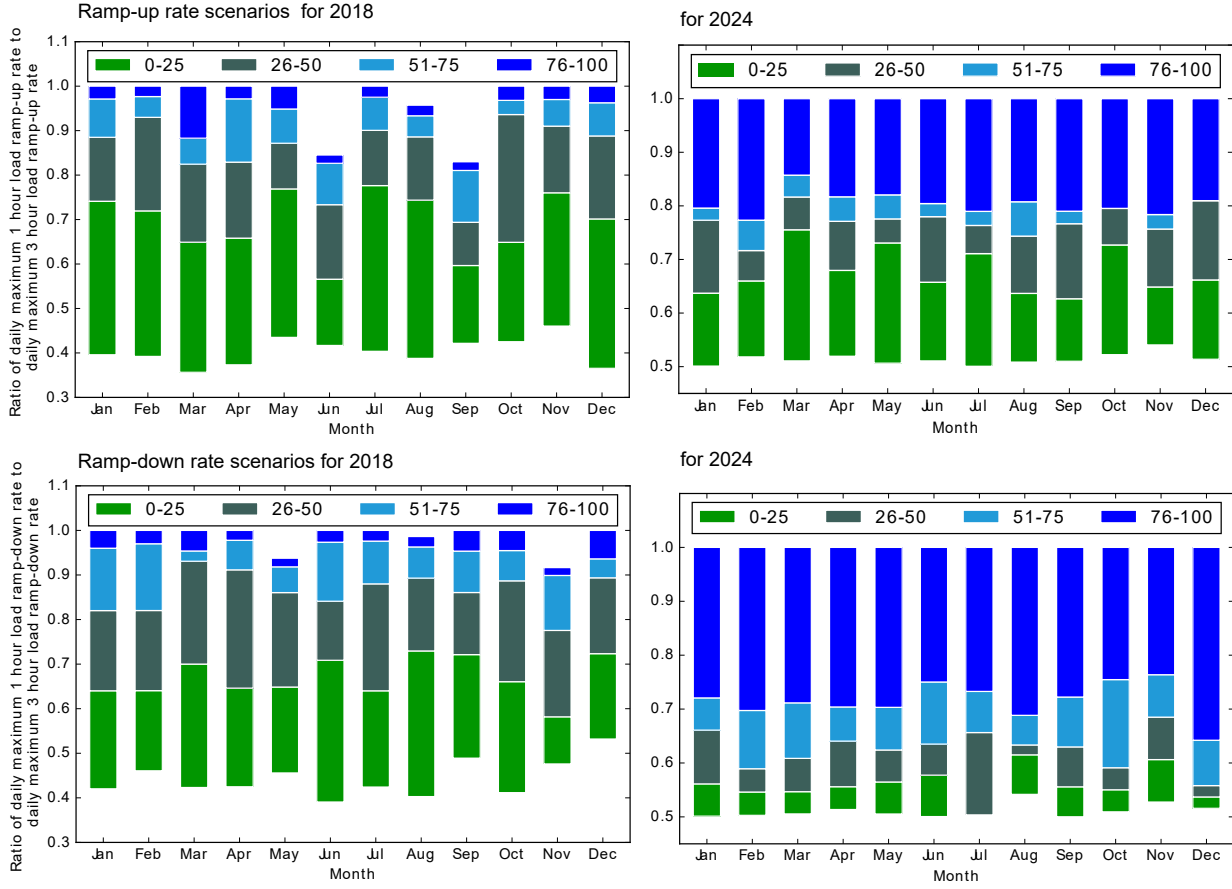 Ramp-up rate scenarios for 2018
Ratio of daily maximum 1 hour load ramp-up rate to
daily maximum 3 hour load ramp-up rate
0-25 26-50 51-75 76-100
1.1
1.0
0.9
0.8
0.7
0.6
0.5
0.4
0.3
Jan Feb Mar Apr May Jun Jul Aug Sep Oct Nov Dec
Month
for 2024
0-25 26-50 51-75 76-100
1.0
0.9
0.8
0.7
0.6
0.5
Jan Feb Mar Apr May Jun Jul Aug Sep Oct Nov Dec
Month
Ramp-down rate scenarios for 2018
Ratio of daily maximum 1 hour load ramp-down rate to
daily maximum 3 hour load ramp-down rate
0-25 26-50 51-75 76-100
1.1
1.0
0.9
0.8
0.7
0.6
0.5
0.4
0.3
Jan Feb Mar Apr May Jun Jul Aug Sep Oct Nov Dec
Month
for 2024
0-25 26-50 51-75 76-100
1.0
0.9
0.8
0.7
0.6
0.5
Jan Feb Mar Apr May Jun Jul Aug Sep Oct Nov Dec
Month